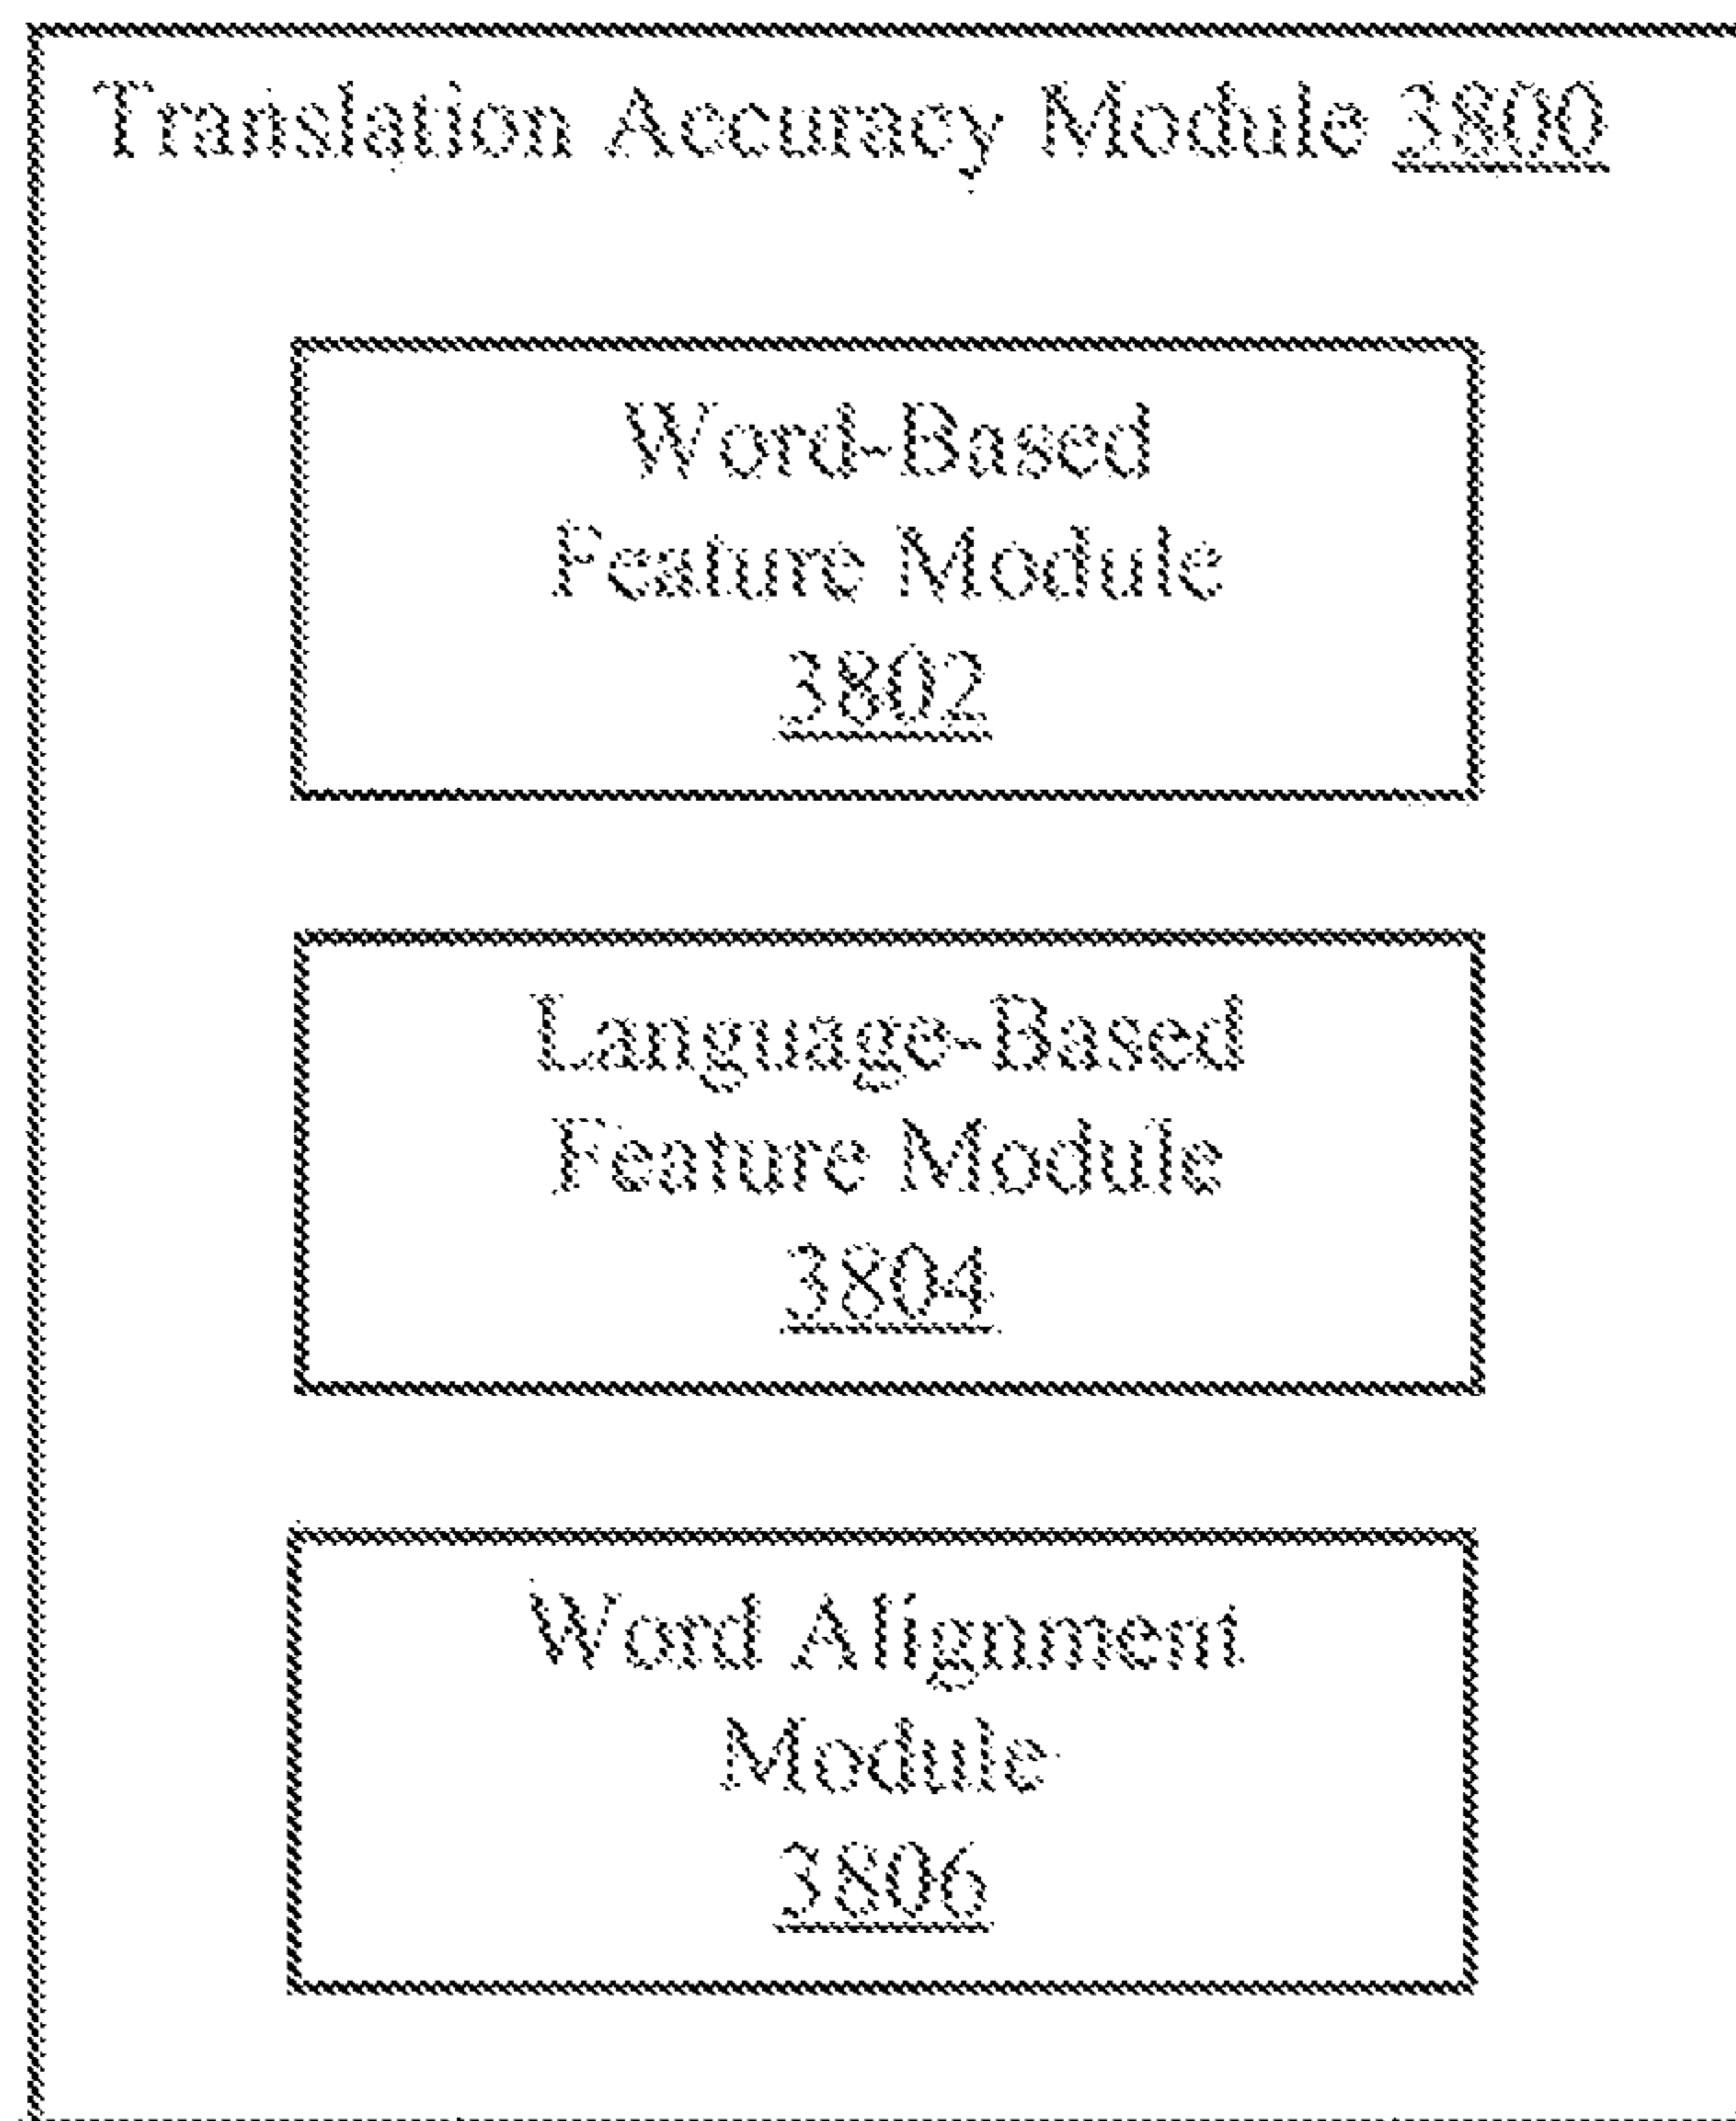 Translation Accuracy Module 3800
Word-Based
Feature Module
3802
Language-Based
Feature Module
3804
Word Alignment
Module
3806